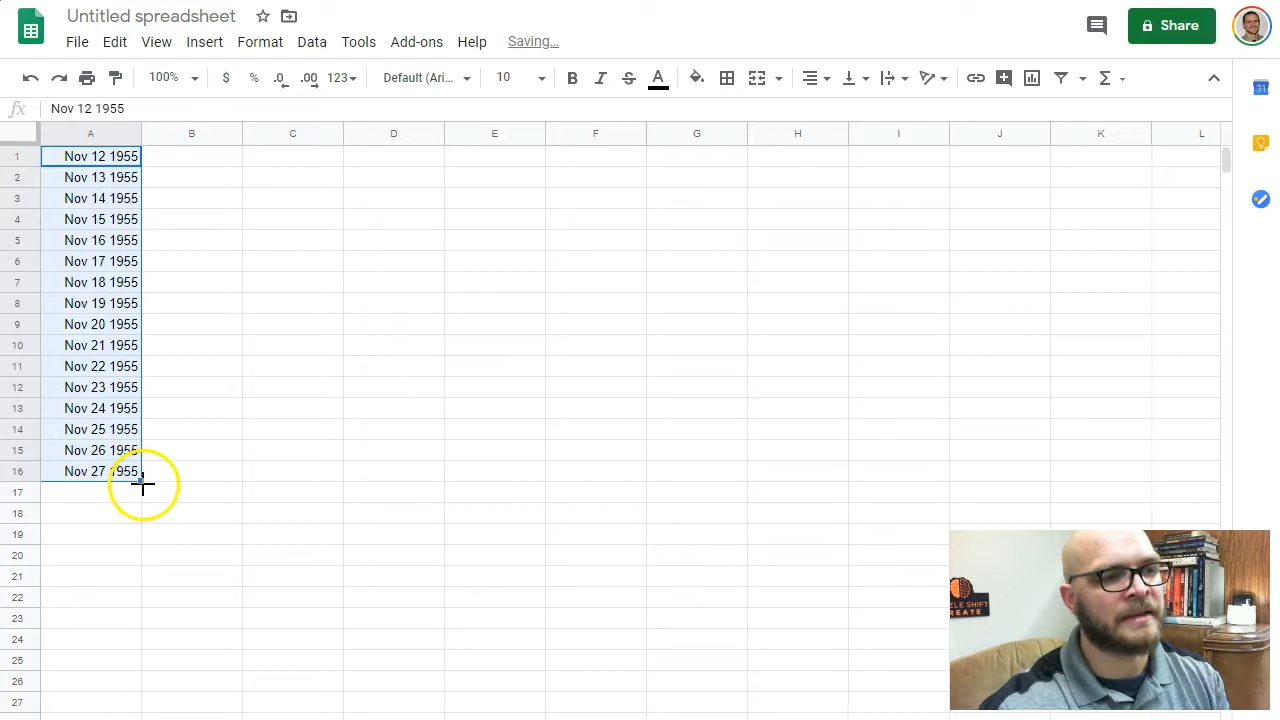 Untitled spreadsheet
File Edit View Insert Format Data Tools Add-ons Help Saving...
Share
100% $ % .0 .00 123 Default (Ari... 10 B I S A Σ
31
fx Nov 12 1955
A B C D E F G H I J K L
1 Nov 12 1955
2 Nov 13 1955
3 Nov 14 1955
4 Nov 15 1955
5 Nov 16 1955
6 Nov 17 1955
7 Nov 18 1955
8 Nov 19 1955
9 Nov 20 1955
10 Nov 21 1955
11 Nov 22 1955
12 Nov 23 1955
13 Nov 24 1955
14 Nov 25 1955
15 Nov 26 1955
16 Nov 27 1955
17
18
19
20
21
22
23
24
25
26
27
ZLE SHIFT
REATE